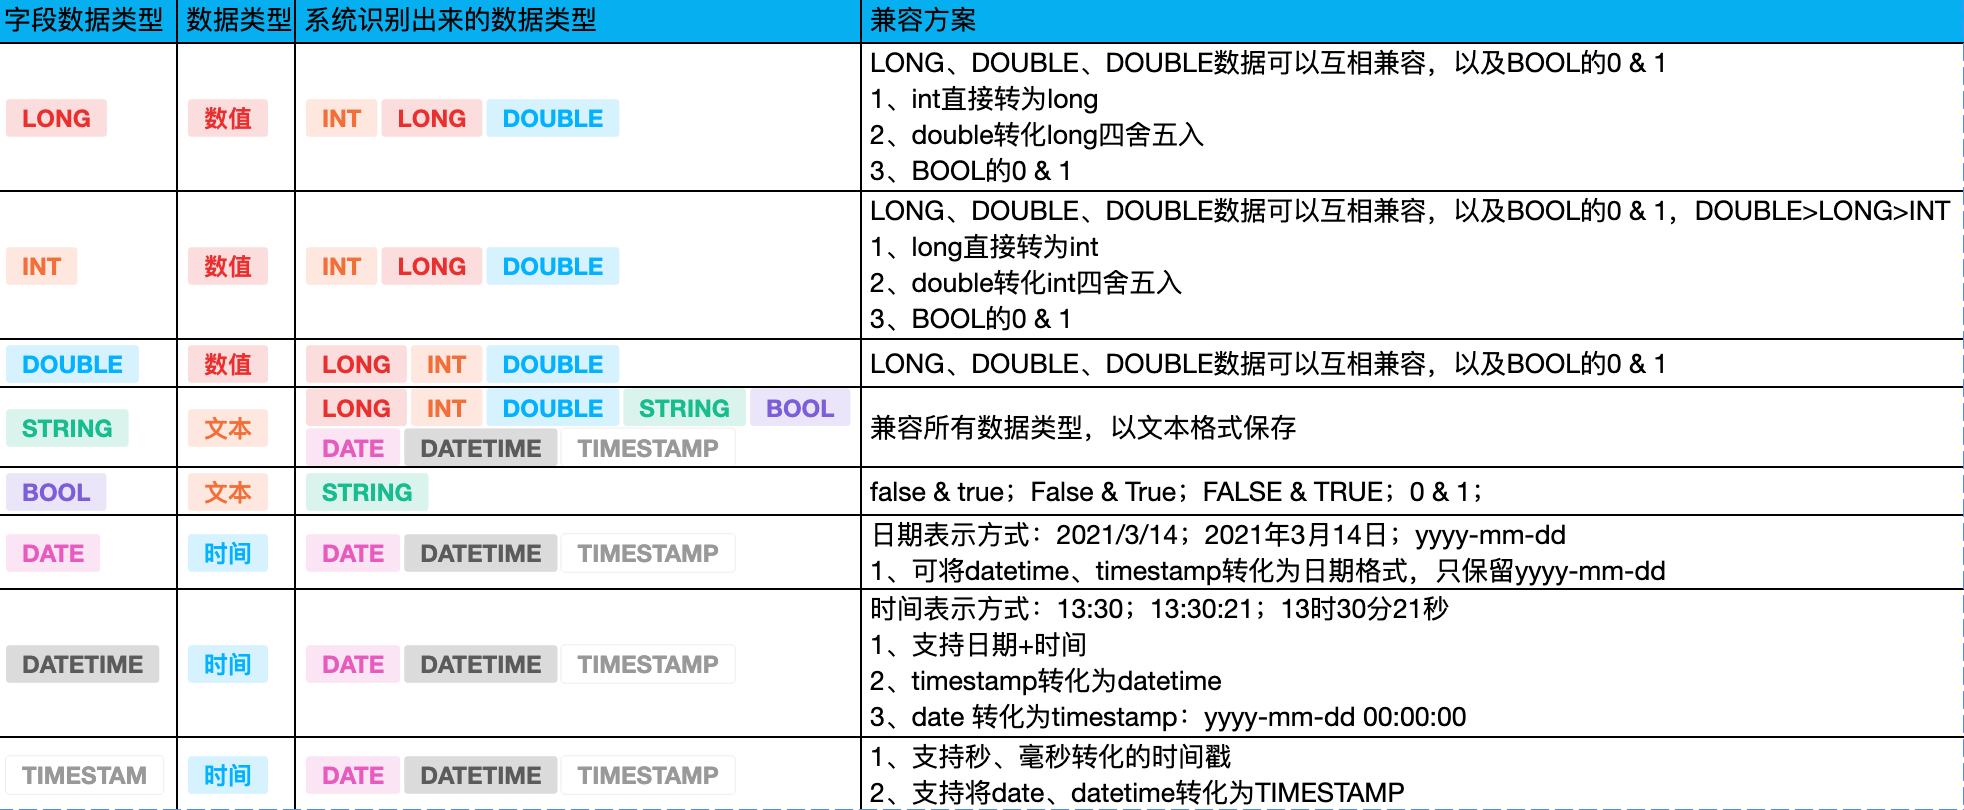 字段数据类型 数据类型 系统识别出来的数据类型 兼容方案
LONG 数值 INT LONG DOUBLE
LONG、DOUBLE、DOUBLE数据可以互相兼容，以及BOOL的0 & 1
1、int直接转为long
2、double转化long四舍五入
3、BOOL的0 & 1
INT 数值 INT LONG DOUBLE
LONG、DOUBLE、DOUBLE数据可以互相兼容，以及BOOL的0 & 1，DOUBLE>LONG>INT
1、long直接转为int
2、double转化int四舍五入
3、BOOL的0 & 1
DOUBLE 数值 LONG INT DOUBLE LONG、DOUBLE、DOUBLE数据可以互相兼容，以及BOOL的0 & 1
STRING 文本 LONG INT DOUBLE STRING BOOL
DATE DATETIME TIMESTAMP
兼容所有数据类型，以文本格式保存
BOOL 文本 STRING false & true；False & True；FALSE & TRUE；0 & 1；
DATE 时间 DATE DATETIME TIMESTAMP
日期表示方式：2021/3/14；2021年3月14日；yyyy-mm-dd
1、可将datetime、timestamp转化为日期格式，只保留yyyy-mm-dd
DATETIME 时间 DATE DATETIME TIMESTAMP
时间表示方式：13:30；13:30:21；13时30分21秒
1、支持日期+时间
2、timestamp转化为datetime
3、date 转化为timestamp：yyyy-mm-dd 00:00:00
TIMESTAM 时间 DATE DATETIME TIMESTAMP
1、支持秒、毫秒转化的时间戳
2、支持将date、datetime转化为TIMESTAMP